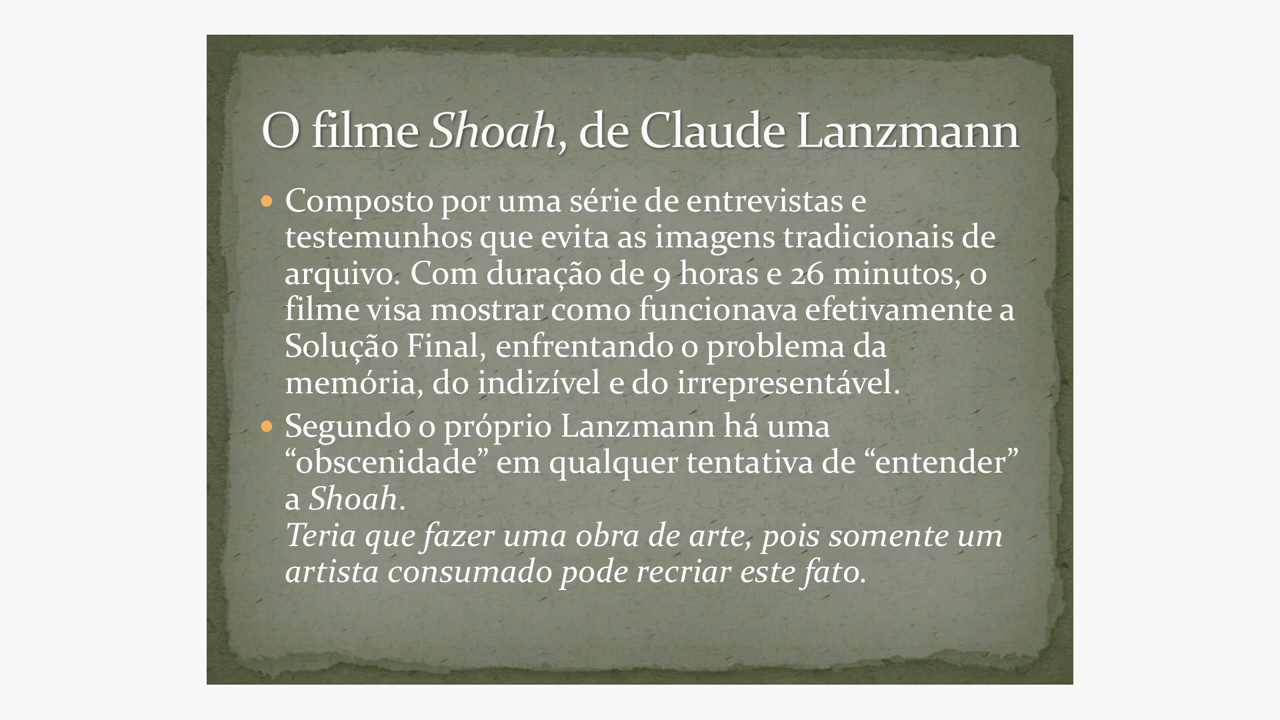 O filme Shoah, de Claude Lanzmann
• Composto por uma série de entrevistas e
testemunhos que evita as imagens tradicionais de
arquivo. Com duração de 9 horas e 26 minutos, o
filme visa mostrar como funcionava efetivamente a
Solução Final, enfrentando o problema da
memória, do indizível e do irrepresentável.
• Segundo o próprio Lanzmann há uma
“obscenidade” em qualquer tentativa de “entender”
a Shoah.
Teria que fazer uma obra de arte, pois somente um
artista consumado pode recriar este fato.